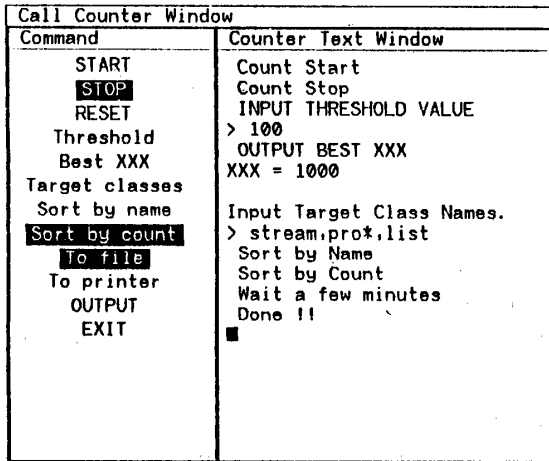 Call Counter Window
Command
START
STOP
RESET
Threshold
Best XXX
Target classes
Sort by name
Sort by count
To file
To printer
OUTPUT
EXIT
Counter Text Window
Count Start
Count Stop
INPUT THRESHOLD VALUE
> 100
OUTPUT BEST XXX
XXX = 1000
Input Target Class Names.
> stream,pro*,list
Sort by Name
Sort by Count
Wait a few minutes
Done !!